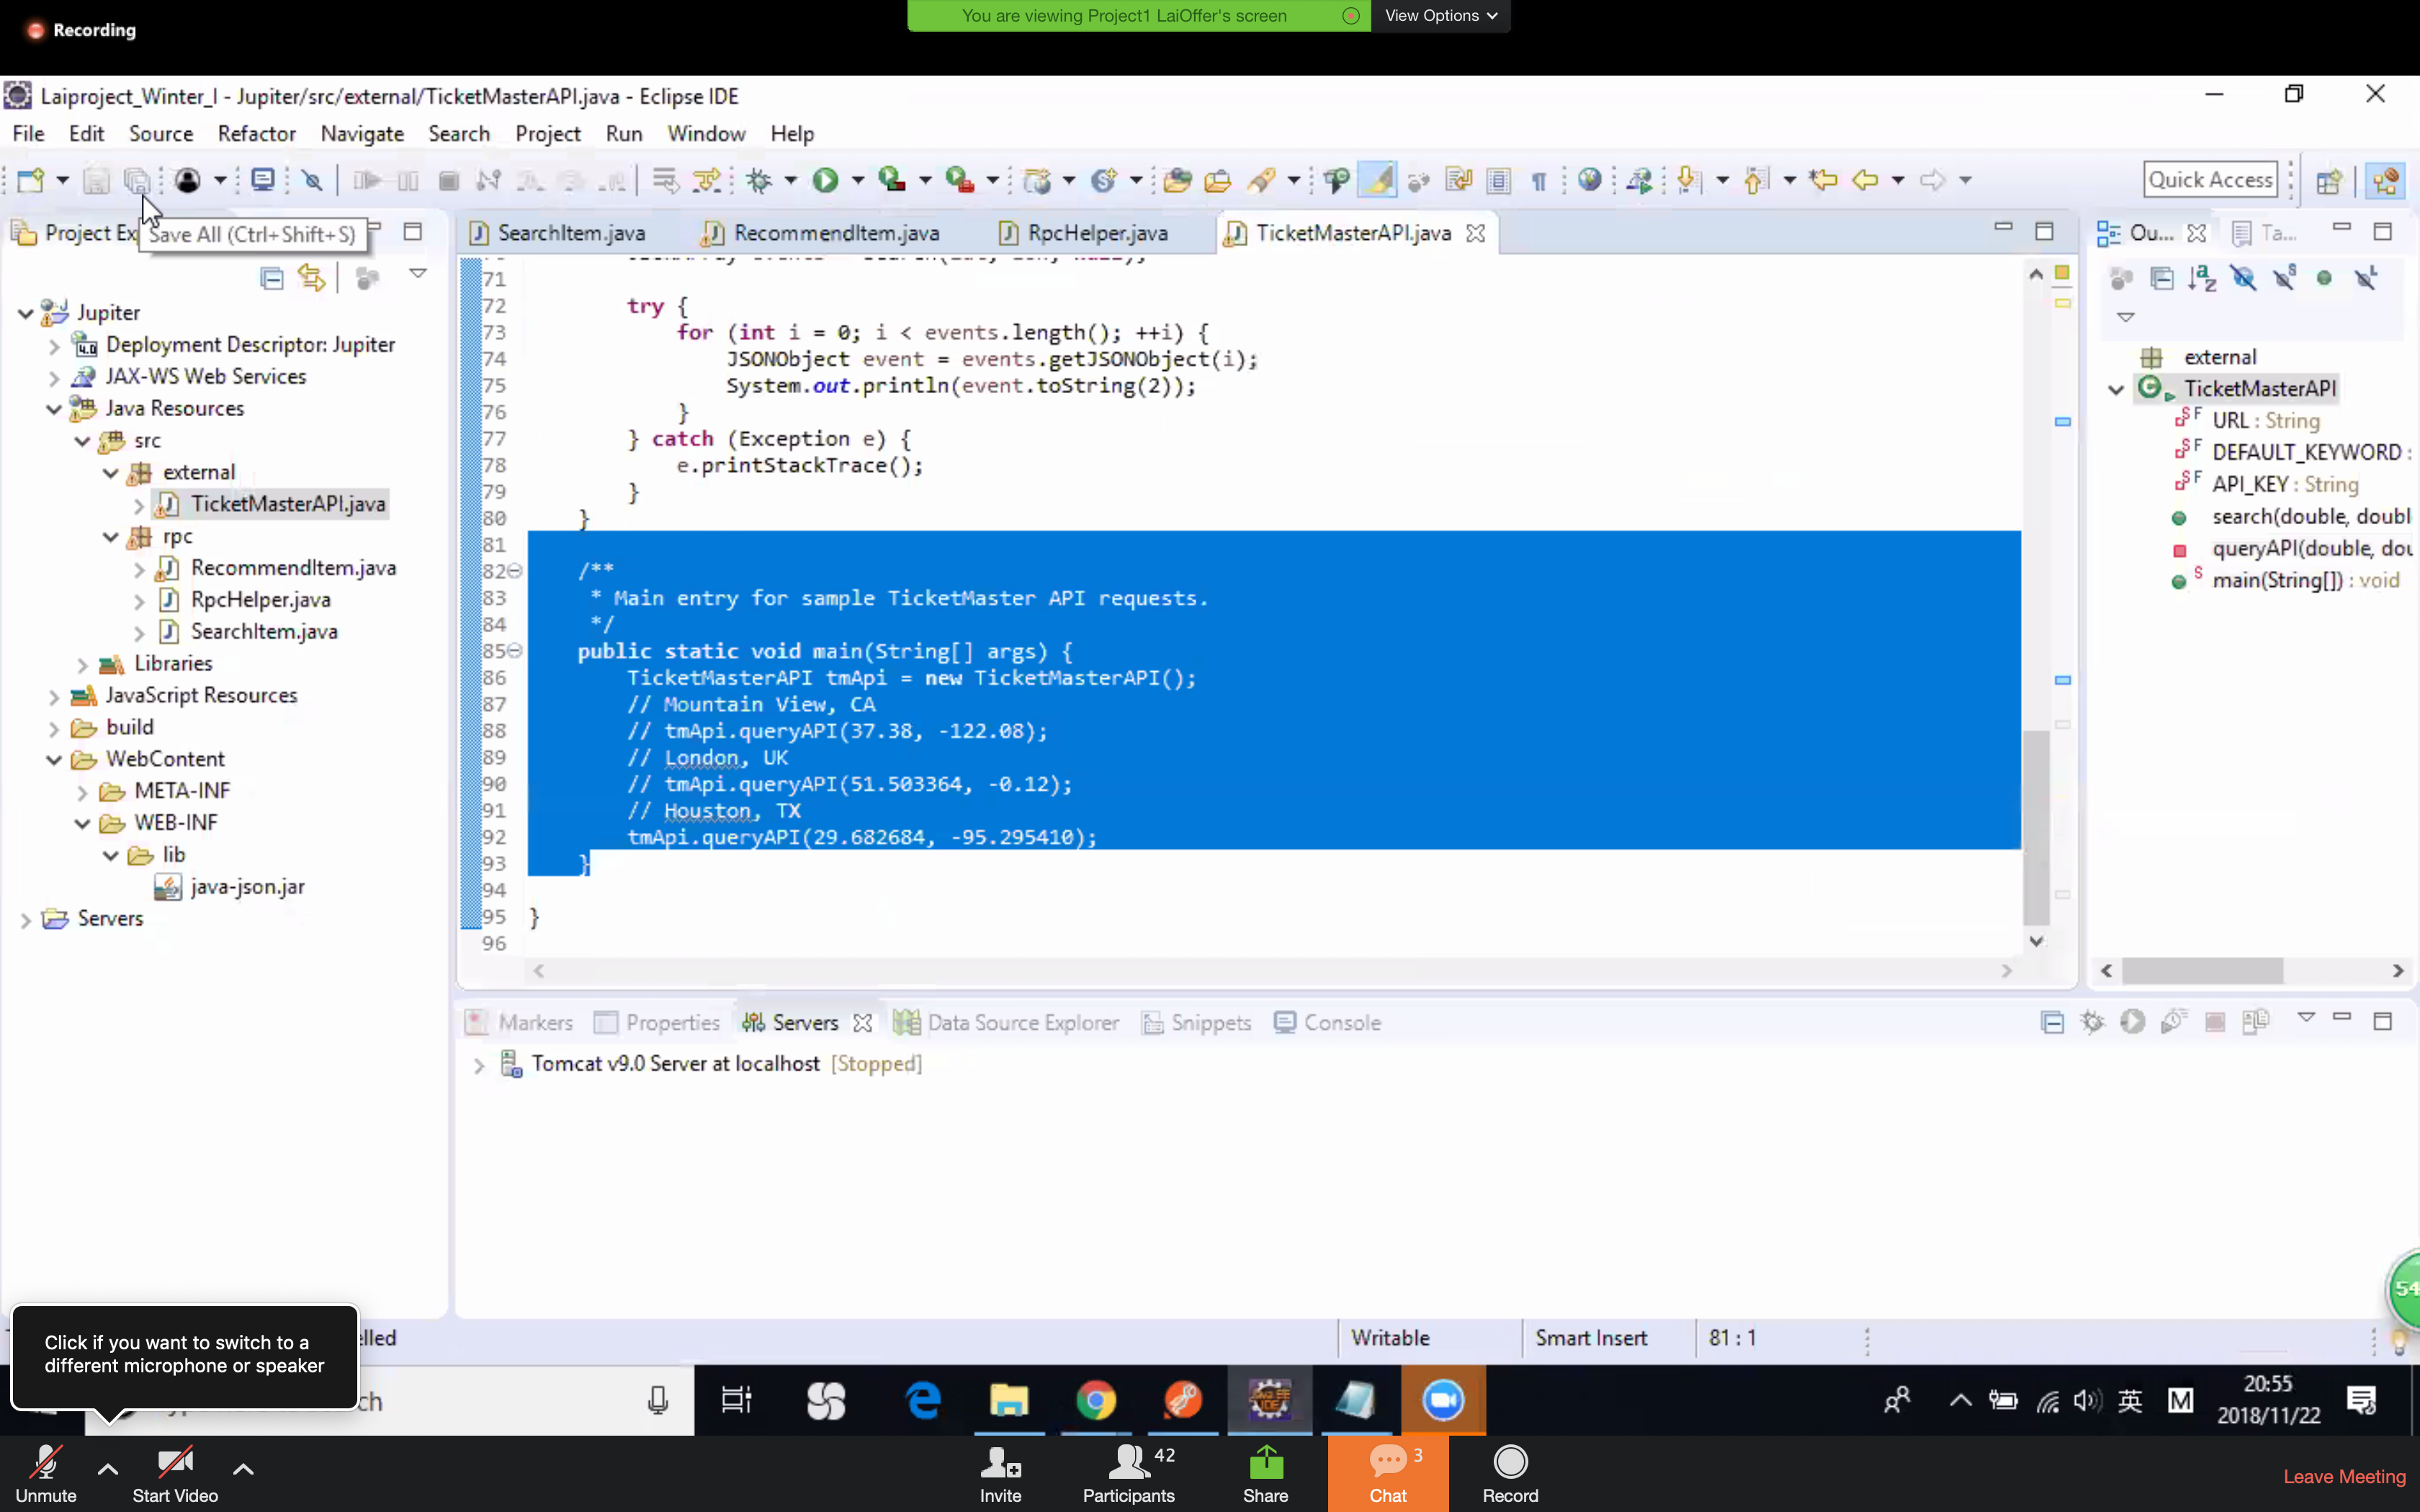 Recording
You are viewing Project1 LaiOffer's screen
View Options
Laiproject_Winter_I - Jupiter/src/external/TicketMasterAPI.java - Eclipse IDE
File Edit Source Refactor Navigate Search Project Run Window Help
Quick Access
Project Ex
Save All (Ctrl+Shift+S)
Jupiter
Deployment Descriptor: Jupiter
JAX-WS Web Services
Java Resources
src
external
TicketMasterAPI.java
rpc
RecommendItem.java
RpcHelper.java
SearchItem.java
Libraries
JavaScript Resources
build
WebContent
META-INF
WEB-INF
lib
java-json.jar
Servers
SearchItem.java RecommendItem.java RpcHelper.java TicketMasterAPI.java
71
72 try {
73 for (int i = 0; i < events.length(); ++i) {
74 JSONObject event = events.getJSONObject(i);
75 System.out.println(event.toString(2));
76 }
77 } catch (Exception e) {
78 e.printStackTrace();
79 }
80 }
81
82 /**
83 * Main entry for sample TicketMaster API requests.
84 */
85 public static void main(String[] args) {
86 TicketMasterAPI tmApi = new TicketMasterAPI();
87 // Mountain View, CA
88 // tmApi.queryAPI(37.38, -122.08);
89 // London, UK
90 // tmApi.queryAPI(51.503364, -0.12);
91 // Houston, TX
92 tmApi.queryAPI(29.682684, -95.295410);
93 }
94
95 }
96
Ou... Ta...
external
TicketMasterAPI
URL : String
DEFAULT_KEYWORD :
API_KEY : String
search(double, doubl
queryAPI(double, dou
main(String[]) : void
Markers Properties Servers Data Source Explorer Snippets Console
Tomcat v9.0 Server at localhost [Stopped]
54
Click if you want to switch to a
different microphone or speaker
lled
Writable Smart Insert 81 : 1
ch
英 M
20:55
2018/11/22
Unmute
Start Video
Invite
42
Participants
Share
3
Chat
Record
Leave Meeting